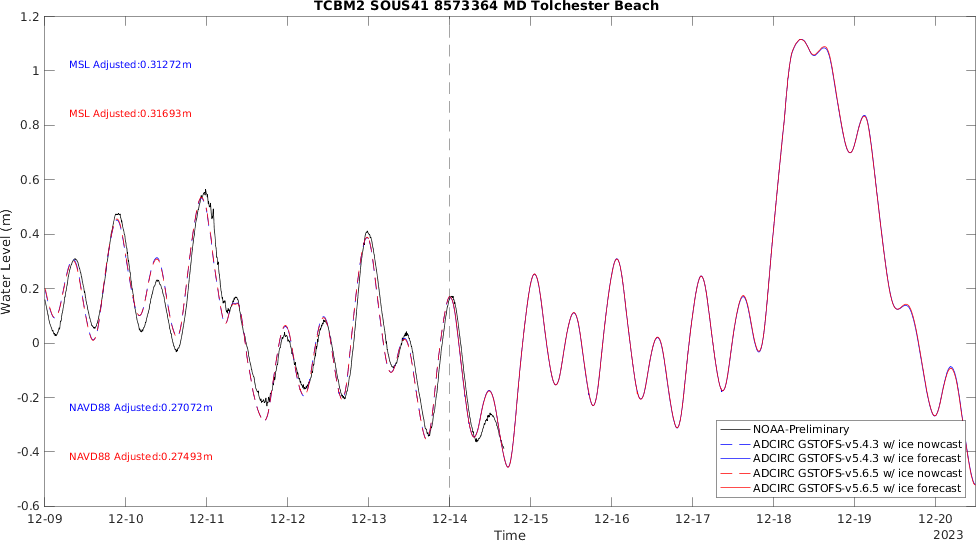 TCBM2 SOUS41 8573364 MD Tolchester Beach
Water Level (m)
1.2
1
0.8
0.6
0.4
0.2
0
-0.2
-0.4
-0.6
MSL Adjusted:0.31272m
MSL Adjusted:0.31693m
NAVD88 Adjusted:0.27072m
NAVD88 Adjusted:0.27493m
NOAA-Preliminary
ADCIRC GSTOFS-v5.4.3 w/ ice nowcast
ADCIRC GSTOFS-v5.4.3 w/ ice forecast
ADCIRC GSTOFS-v5.6.5 w/ ice nowcast
ADCIRC GSTOFS-v5.6.5 w/ ice forecast
12-09 12-10 12-11 12-12 12-13 12-14 12-15 12-16 12-17 12-18 12-19 12-20
2023
Time